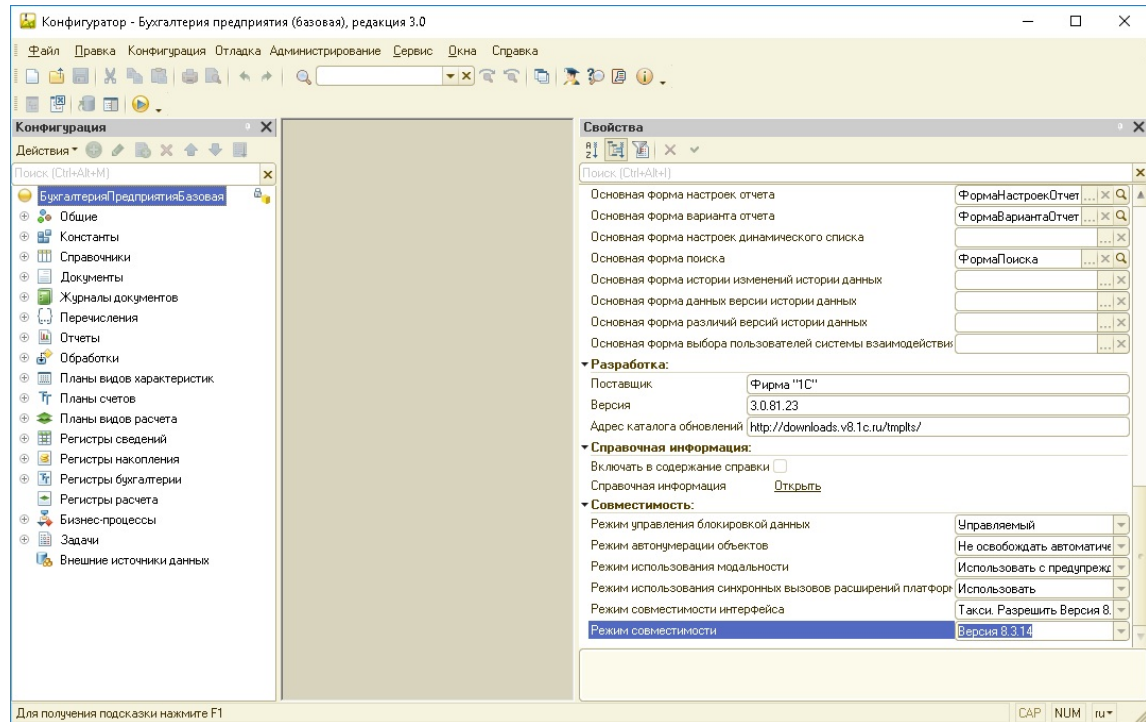 Конфигуратор - Бухгалтерия предприятия (базовая), редакция 3.0
Файл Правка Конфигурация Отладка Администрирование Сервис Окна Справка
Конфигурация
Действия
Поиск (Ctrl+Alt+M)
БухгалтерияПредприятияБазовая
Общие
Константы
Справочники
Документы
Журналы документов
Перечисления
Отчеты
Обработки
Планы видов характеристик
Планы счетов
Планы видов расчета
Регистры сведений
Регистры накопления
Регистры бухгалтерии
Регистры расчета
Бизнес-процессы
Задачи
Внешние источники данных
Свойства
Поиск (Ctrl+Alt+I)
Основная форма настроек отчета ФормаНастроекОтчет
Основная форма варианта отчета ФормаВариантаОтчет
Основная форма настроек динамического списка
Основная форма поиска ФормаПоиска
Основная форма истории изменений истории данных
Основная форма данных версии истории данных
Основная форма различий версий истории данных
Основная форма выбора пользователей системы взаимодействия
Разработка:
Поставщик Фирма "1С"
Версия 3.0.81.23
Адрес каталога обновлений http://downloads.v8.1c.ru/tmplts/
Справочная информация:
Включать в содержание справки
Справочная информация Открыть
Совместимость:
Режим управления блокировкой данных Управляемый
Режим автонумерации объектов Не освобождать автоматиче
Режим использования модальности Использовать с предупрежд
Режим использования синхронных вызовов расширений платформ Использовать
Режим совместимости интерфейса Такси. Разрешить Версия 8.
Режим совместимости Версия 8.3.14
Для получения подсказки нажмите F1
CAP NUM ru